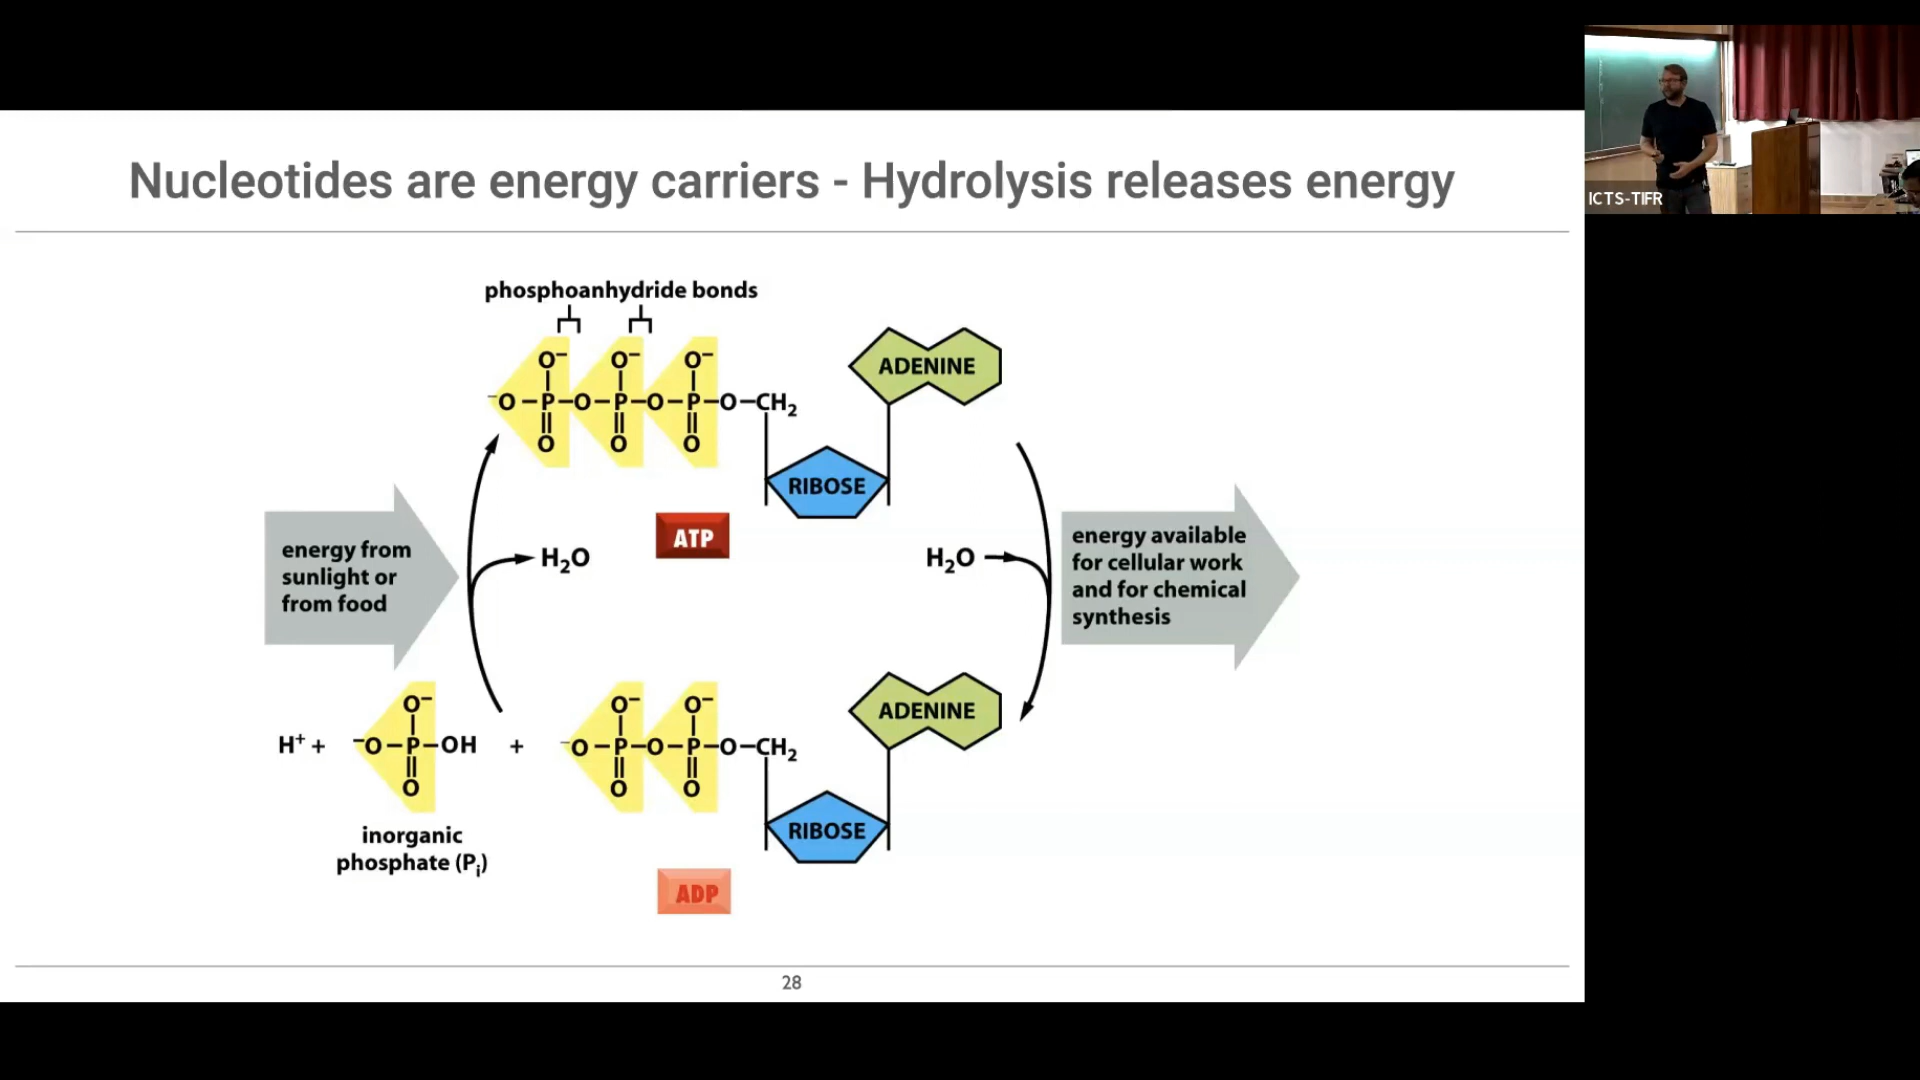 Nucleotides are energy carriers - Hydrolysis releases energy
ICTS-TIFR
phosphoanhydride bonds
O⁻ O⁻ O⁻
⁻O–P–O–P–O–P–O–CH₂
O O O
ADENINE
RIBOSE
ATP
energy from
sunlight or
from food
H₂O
H₂O
energy available
for cellular work
and for chemical
synthesis
O⁻
H⁺ + ⁻O–P–OH +
O
inorganic
phosphate (Pᵢ)
O⁻ O⁻
⁻O–P–O–P–O–CH₂
O O
ADENINE
RIBOSE
ADP
28